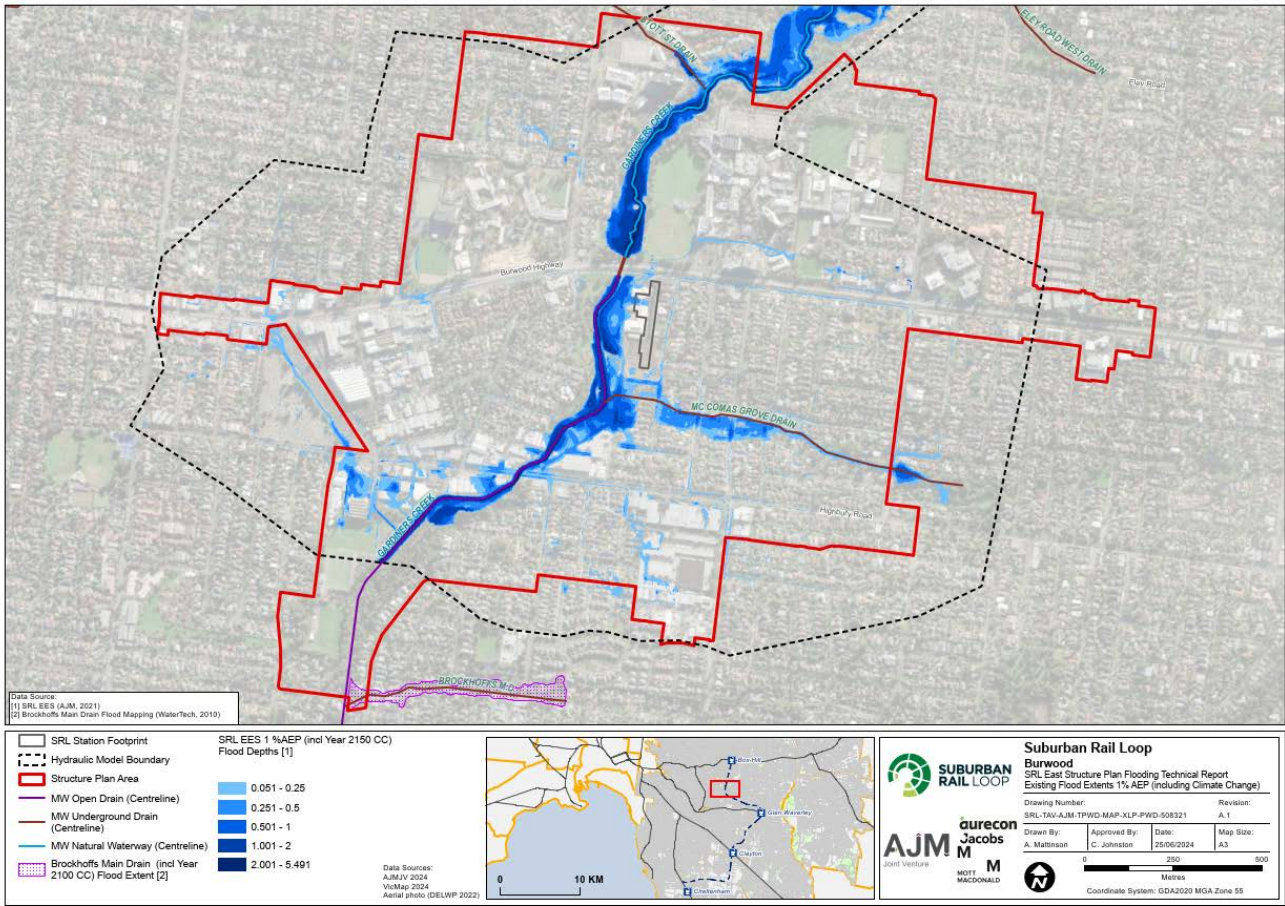 STOTT ST DRAIN
ELEY ROAD WEST DRAIN
Eley Road
GARDINERS CREEK
Burwood Highway
MC COMAS GROVE DRAIN
Highbury Road
GARDINERS CREEK
BROCKHOFFS M.D.
Data Source:
[1] SRL EES (AJM, 2021)
[2] Brockhoffs Main Drain Flood Mapping (WaterTech, 2010)
SRL Station Footprint
Hydraulic Model Boundary
Structure Plan Area
MW Open Drain (Centreline)
MW Underground Drain
(Centreline)
MW Natural Waterway (Centreline)
Brockhoffs Main Drain (incl Year
2100 CC) Flood Extent [2]
SRL EES 1 %AEP (incl Year 2150 CC)
Flood Depths [1]
0.051 - 0.25
0.251 - 0.5
0.501 - 1
1.001 - 2
2.001 - 5.491
Data Sources:
AJMJV 2024
VicMap 2024
Aerial photo (DELWP 2022)
Box Hill
Glen Waverley
Clayton
Cheltenham
0 10 KM
SUBURBAN
RAIL LOOP
AJM
Joint Venture
aurecon
Jacobs
M
M
MOTT
MACDONALD
N
Suburban Rail Loop
Burwood
SRL East Structure Plan Flooding Technical Report
Existing Flood Extents 1% AEP (including Climate Change)
Drawing Number: Revision:
SRL-TAV-AJM-TPWD-MAP-XLP-PWD-508321 A.1
Drawn By: Approved By: Date: Map Size:
A. Mattinson C. Johnston 25/06/2024 A3
0 250 500
Metres
Coordinate System: GDA2020 MGA Zone 55